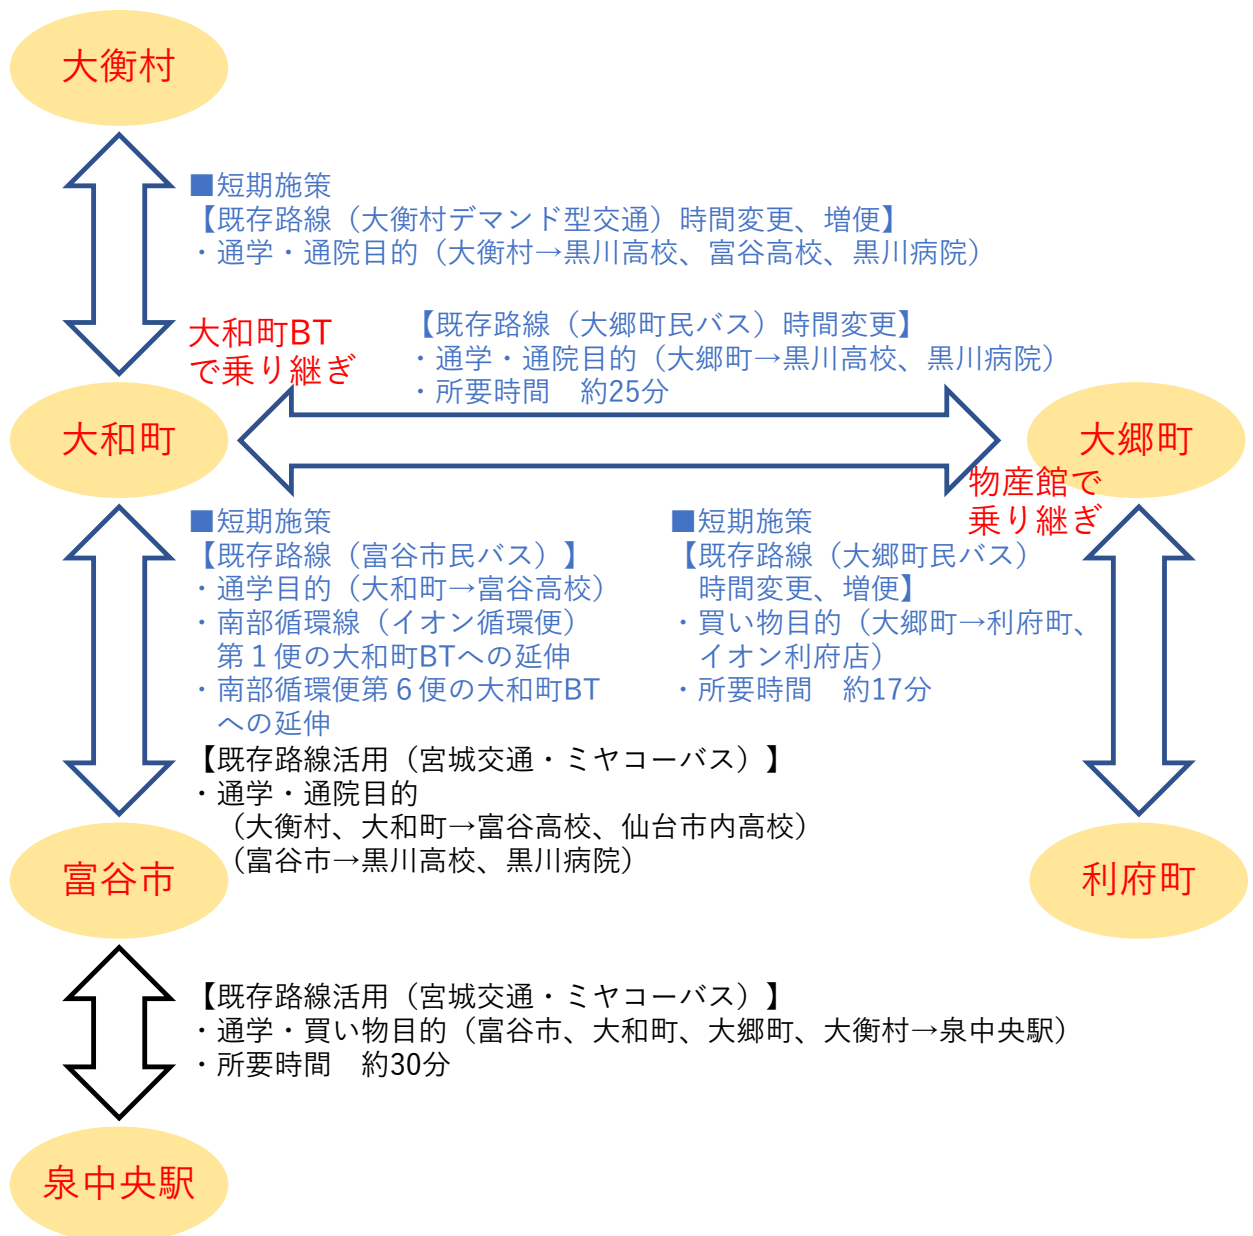 大衡村
■短期施策
【既存路線（大衡村デマンド型交通）時間変更、増便】
・通学・通院目的（大衡村→黒川高校、富谷高校、黒川病院）
大和町BT
で乗り継ぎ
【既存路線（大郷町民バス）時間変更】
・通学・通院目的（大郷町→黒川高校、黒川病院）
・所要時間　約25分
大和町
大郷町
物産館で
乗り継ぎ
■短期施策
【既存路線（富谷市民バス）】
・通学目的（大和町→富谷高校）
・南部循環線（イオン循環便）
第１便の大和町BTへの延伸
・南部循環便第６便の大和町BT
への延伸
■短期施策
【既存路線（大郷町民バス）
時間変更、増便】
・買い物目的（大郷町→利府町、
イオン利府店）
・所要時間　約17分
【既存路線活用（宮城交通・ミヤコーバス）】
・通学・通院目的
（大衡村、大和町→富谷高校、仙台市内高校）
（富谷市→黒川高校、黒川病院）
富谷市
利府町
【既存路線活用（宮城交通・ミヤコーバス）】
・通学・買い物目的（富谷市、大和町、大郷町、大衡村→泉中央駅）
・所要時間　約30分
泉中央駅